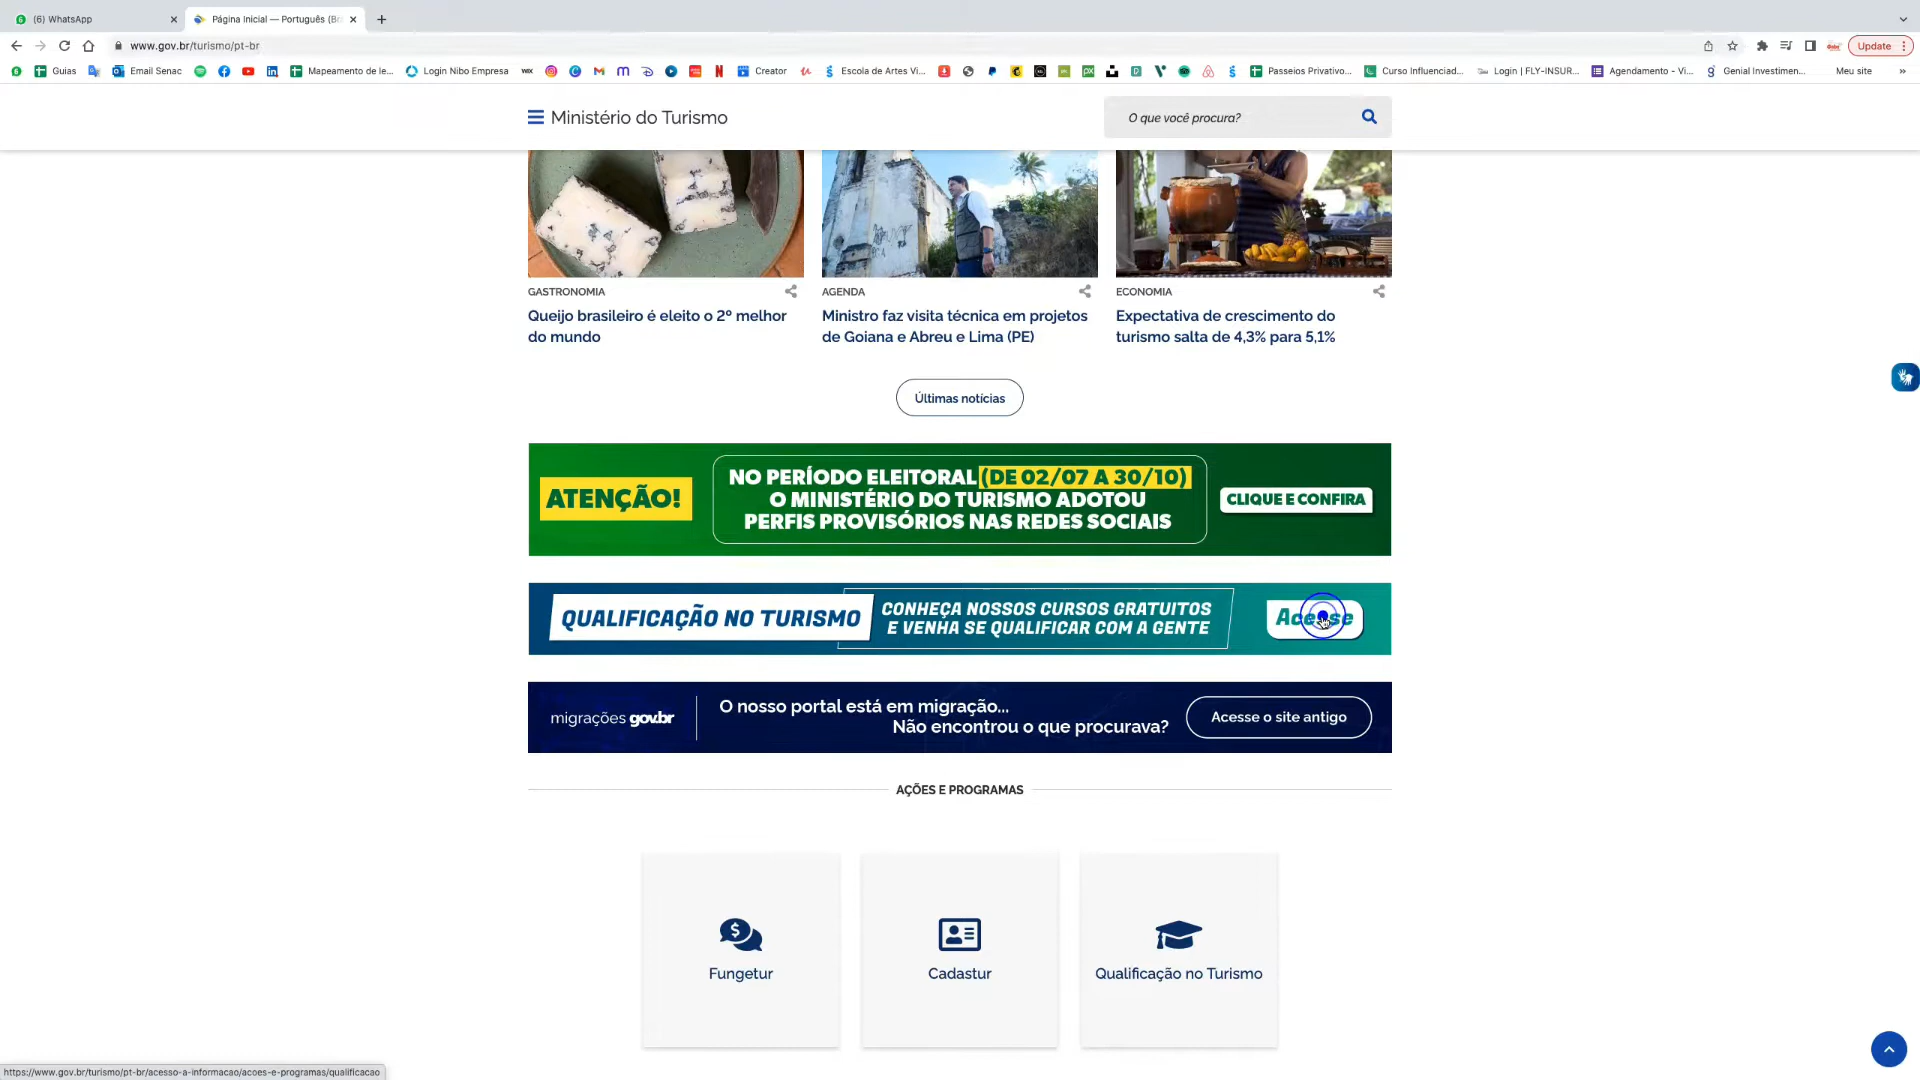 (6) WhatsApp
Página Inicial — Português (B
www.gov.br/turismo/pt-br
Update
Guias
Email Senac
Mapeamento de le...
Login Nibo Empresa
Creator
Escola de Artes Vi...
Passeios Privativo...
Curso Influenciad...
Login | FLY-INSUR...
Agendamento - Vi...
Genial Investimen...
Meu site
Ministério do Turismo
O que você procura?
GASTRONOMIA
Queijo brasileiro é eleito o 2º melhor
do mundo
AGENDA
Ministro faz visita técnica em projetos
de Goiana e Abreu e Lima (PE)
ECONOMIA
Expectativa de crescimento do
turismo salta de 4,3% para 5,1%
Últimas notícias
ATENÇÃO!
NO PERÍODO ELEITORAL (DE 02/07 A 30/10)
O MINISTÉRIO DO TURISMO ADOTOU
PERFIS PROVISÓRIOS NAS REDES SOCIAIS
CLIQUE E CONFIRA
QUALIFICAÇÃO NO TURISMO
CONHEÇA NOSSOS CURSOS GRATUITOS
E VENHA SE QUALIFICAR COM A GENTE
Acesse
migrações gov.br
O nosso portal está em migração...
Não encontrou o que procurava?
Acesse o site antigo
AÇÕES E PROGRAMAS
Fungetur
Cadastur
Qualificação no Turismo
https://www.gov.br/turismo/pt-br/acesso-a-informacao/acoes-e-programas/qualificacao